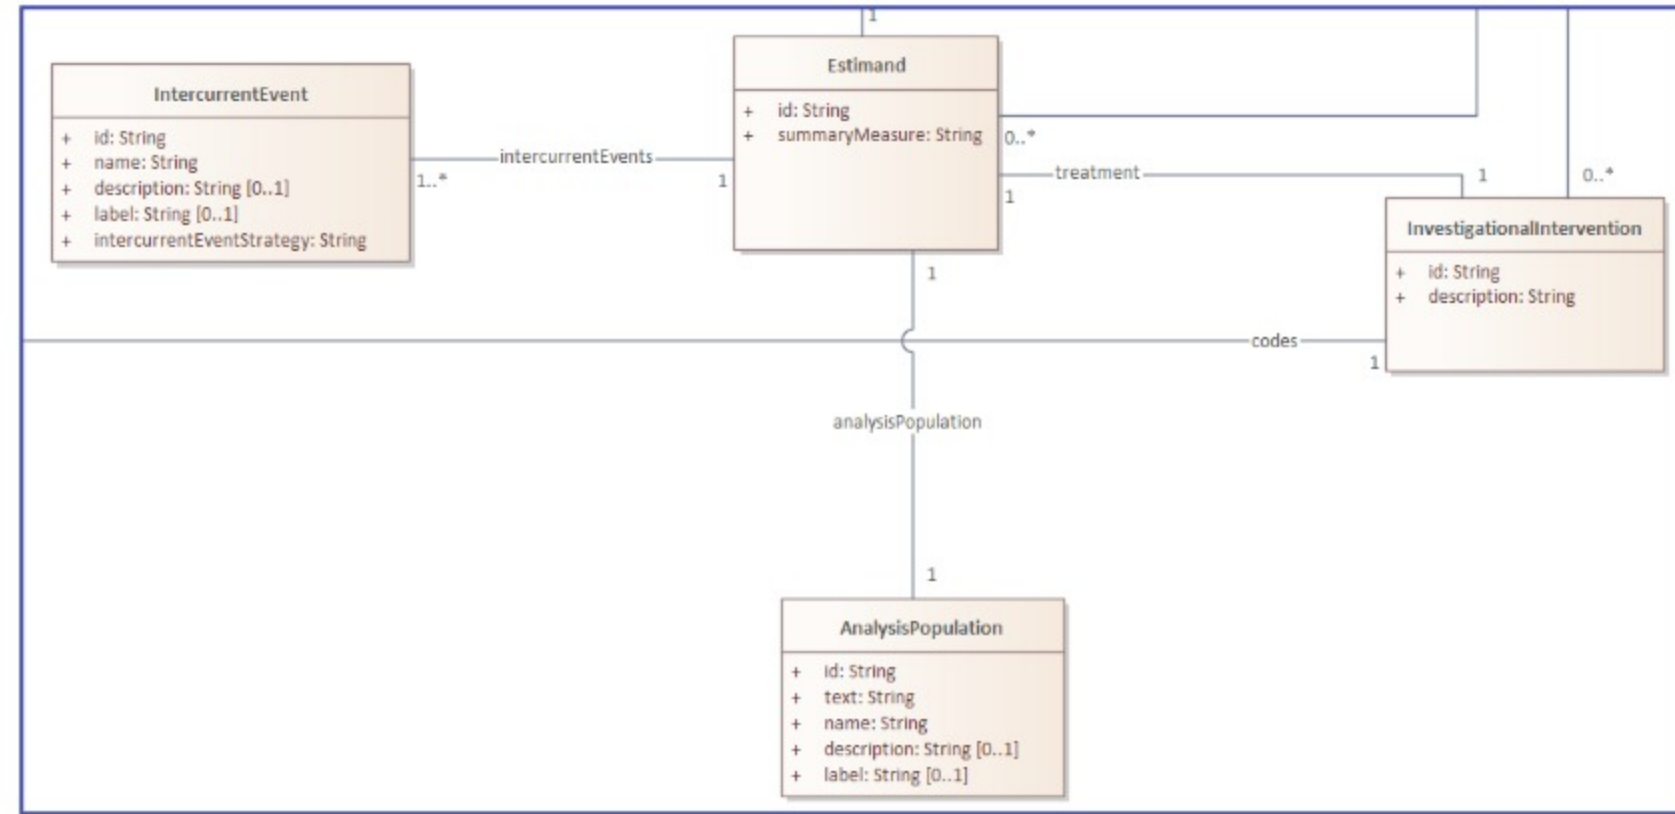 1
Estimand
+ id: String
+ summaryMeasure: String
IntercurrentEvent
+ id: String
+ name: String
+ description: String [0..1]
+ label: String [0..1]
+ intercurrentEventStrategy: String
intercurrentEvents
1..*
1
0..*
treatment
1
1
0..*
InvestigationalIntervention
+ id: String
+ description: String
1
codes
1
analysisPopulation
1
AnalysisPopulation
+ id: String
+ text: String
+ name: String
+ description: String [0..1]
+ label: String [0..1]